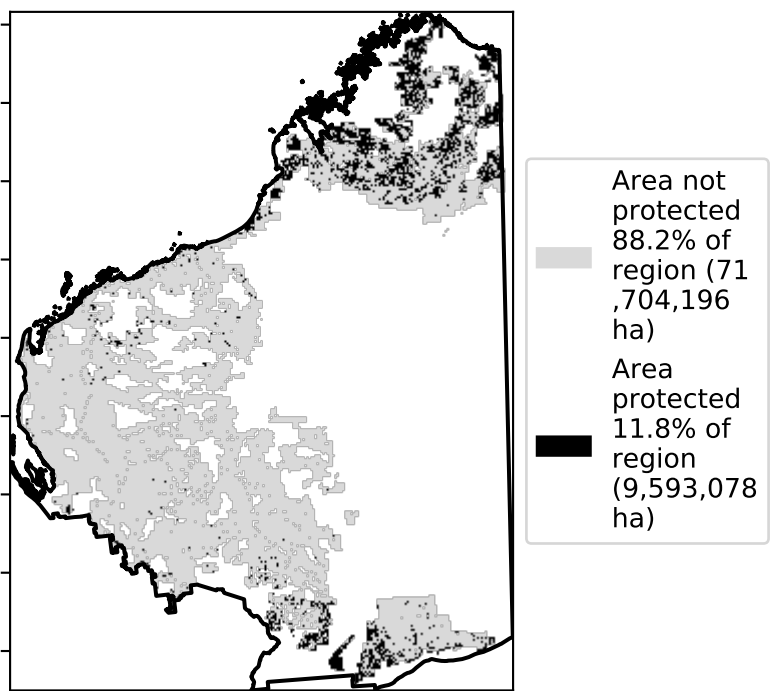 Area not
protected
88.2% of
region (71
,704,196
ha)
Area
protected
11.8% of
region
(9,593,078
ha)